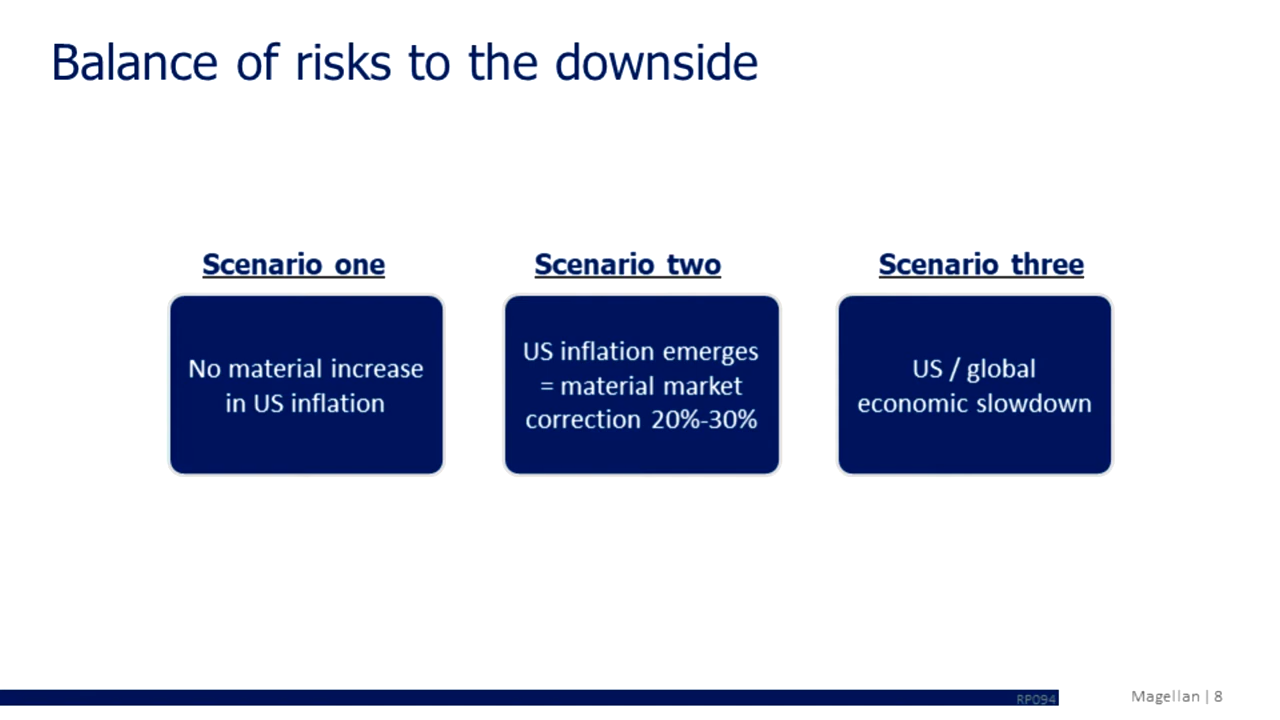 Balance of risks to the downside
Scenario one
No material increase
in US inflation
Scenario two
US inflation emerges
= material market
correction 20%-30%
Scenario three
US / global
economic slowdown
RP094
Magellan | 8